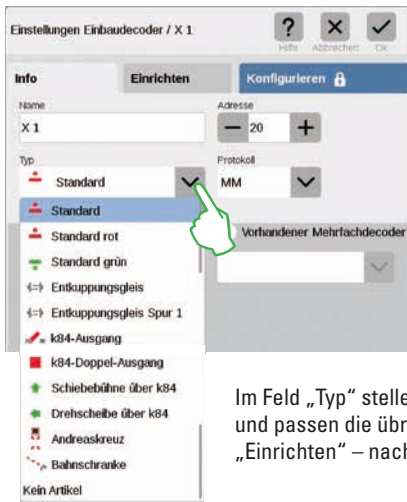 Einstellungen Einbaudecoder / X 1
Hilfe Abbrechen Ok
Info Einrichten Konfigurieren
Name Adresse
X 1 20
Typ Protokoll
Standard MM
Standard
Standard rot
Vorhandener Mehrfachdecoder
Standard grün
Entkuppungsgleis
Entkuppungsgleis Spur 1
k84-Ausgang
k84-Doppel-Ausgang
Schiebebühne über k84
Drehscheibe über k84
Andreaskreuz
Bahnschranke
Kein Artikel
Im Feld „Typ“ stelle
und passen die übr
„Einrichten“ – nach